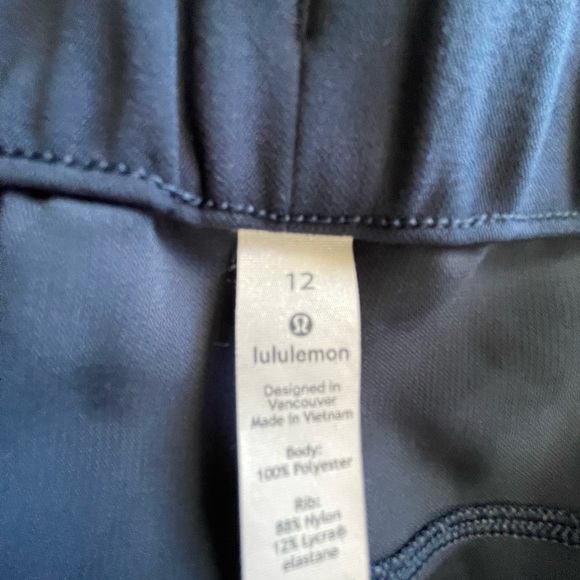 12
lululemon
Designed in
Vancouver
Made in Vietnam
Body:
100% Polyester
Rib:
88% Nylon
12% Lycra®
elastane